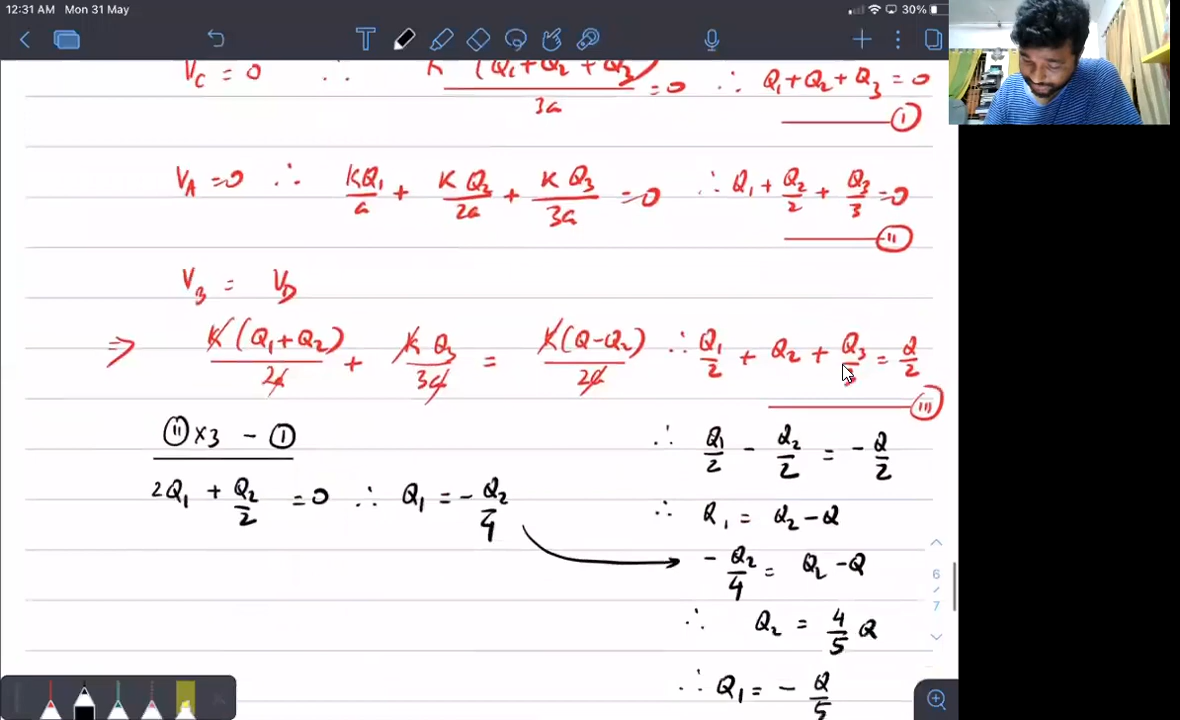 12:31 AM Mon 31 May 30%
V_C = 0 ∴ K (Q₁+Q₂+Q₃)/3a = 0 ∴ Q₁+Q₂+Q₃ = 0
I
V_A = 0 ∴ KQ₁/a + KQ₂/2a + KQ₃/3a = 0 ∴ Q₁ + Q₂/2 + Q₃/3 = 0
II
V_B = V_D
⇒ K(Q₁+Q₂)/2a + KQ₃/3a = K(Q-Q₂)/2a ∴ Q₁/2 + Q₂ + Q₃/3 = Q/2
III
II×3 - I
2Q₁ + Q₂/2 = 0 ∴ Q₁ = -Q₂/4
∴ Q₁/2 - Q₂/2 = -Q/2
∴ Q₁ = Q₂-Q
-Q₂/4 = Q₂-Q
∴ Q₂ = 4/5 Q
∴ Q₁ = -Q/5
6/7